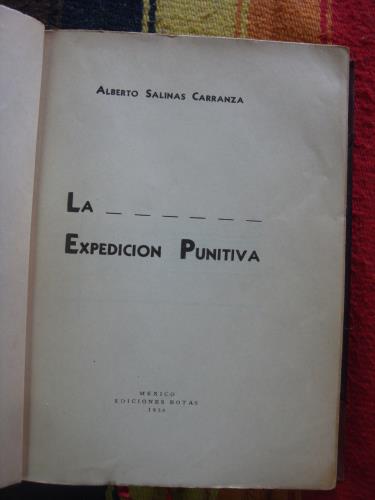 ALBERTO SALINAS CARRANZA
LA _ _ _ _ _ _
EXPEDICION PUNITIVA
MEXICO
EDICIONES BOTAS
1936